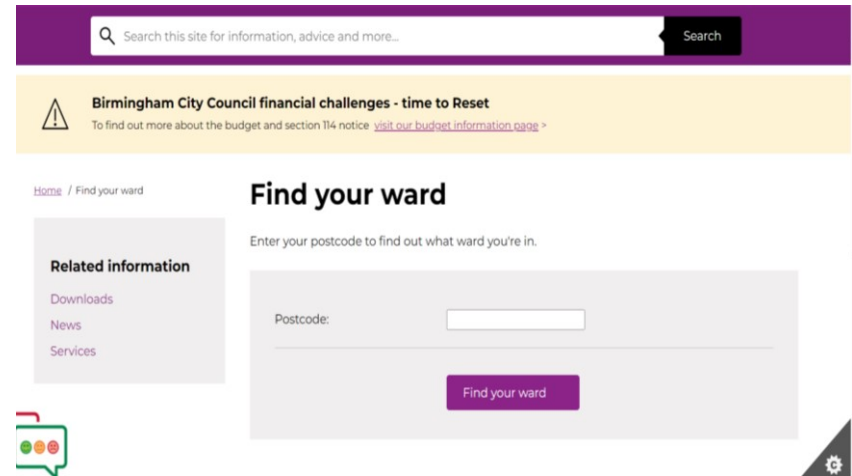 Search this site for information, advice and more...
Search
Birmingham City Council financial challenges - time to Reset
To find out more about the budget and section 114 notice visit our budget information page >
Home / Find your ward
Find your ward
Enter your postcode to find out what ward you're in.
Related information
Downloads
News
Services
Postcode:
Find your ward